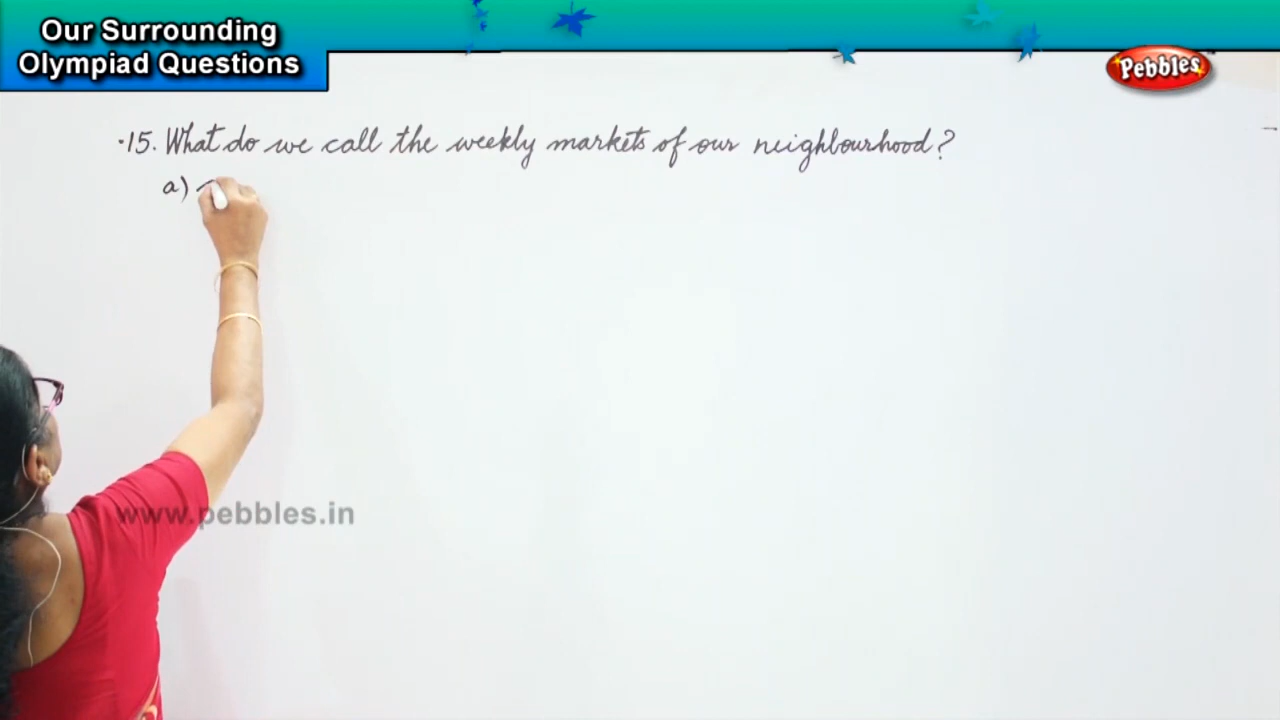 Our Surrounding
Olympiad Questions
Pebbles
15. What do we call the weekly markets of our neighbourhood?
a)
www.pebbles.in